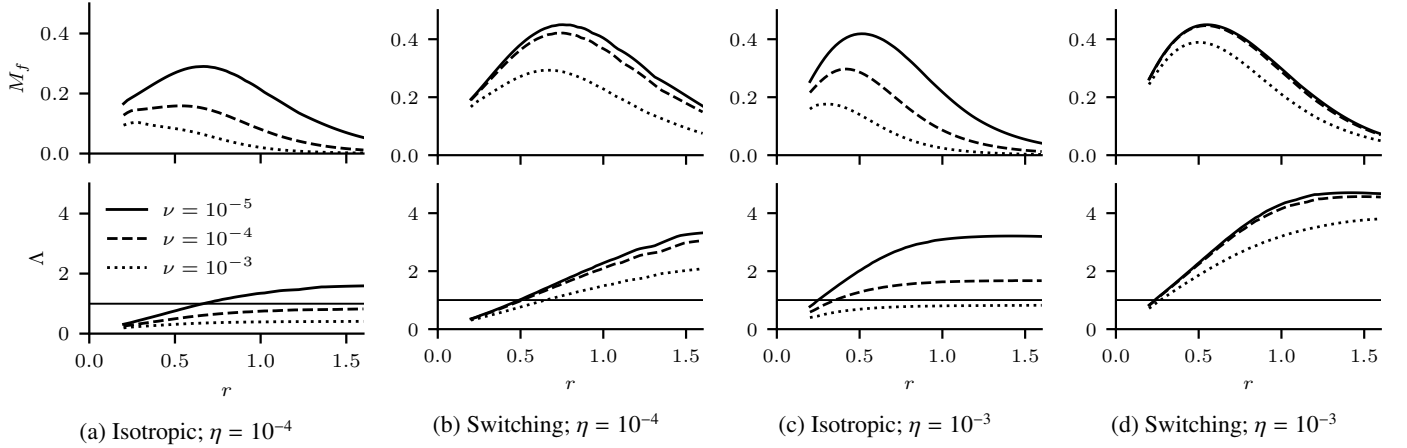 M_f
0.4
0.2
0.0
0.4
0.2
0.0
0.4
0.2
0.0
0.4
0.2
0.0
Λ
4
2
0
ν = 10⁻⁵
ν = 10⁻⁴
ν = 10⁻³
4
2
0
4
2
0
4
2
0
0.0 0.5 1.0 1.5
0.0 0.5 1.0 1.5
0.0 0.5 1.0 1.5
0.0 0.5 1.0 1.5
r
r
r
r
(a) Isotropic; η = 10⁻⁴
(b) Switching; η = 10⁻⁴
(c) Isotropic; η = 10⁻³
(d) Switching; η = 10⁻³